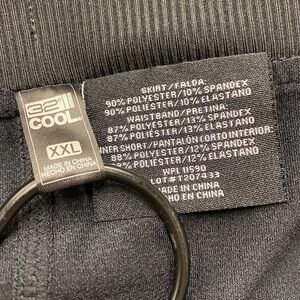 32°
COOL
XXL
MADE IN CHINA
HECHO EN CHINA
SKIRT/FALDA:
90% POLYESTER/10% SPANDEX
90% POLIÉSTER/10% ELASTANO
WAISTBAND/PRETINA:
87% POLYESTER/13% SPANDEX
87% POLIÉSTER/13% ELASTANO
INNER SHORT/PANTALÓN CORTO INTERIOR:
88% POLYESTER/12% SPANDEX
/12% ELASTANO
WPL 11590
LOT#T207433
MADE IN CHINA
HECHO EN CHINA